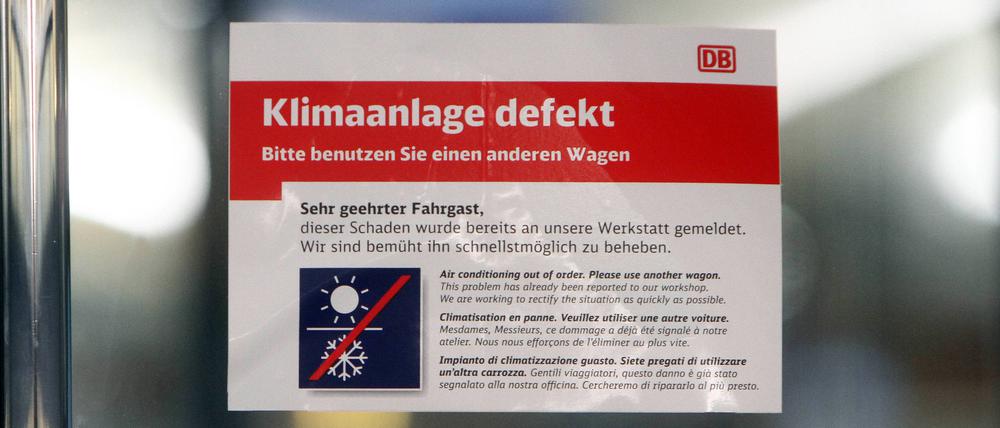 DB
Klimaanlage defekt
Bitte benutzen Sie einen anderen Wagen
Sehr geehrter Fahrgast,
dieser Schaden wurde bereits an unsere Werkstatt gemeldet.
Wir sind bemüht ihn schnellstmöglich zu beheben.
Air conditioning out of order. Please use another wagon.
This problem has already been reported to our workshop.
We are working to rectify the situation as quickly as possible.
Climatisation en panne. Veuillez utiliser une autre voiture.
Mesdames, Messieurs, ce dommage a déjà été signalé à notre
atelier. Nous nous efforçons de l'éliminer au plus vite.
Impianto di climatizzazione guasto. Siete pregati di utilizzare
un'altra carrozza. Gentili viaggiatori, questo danno è già stato
segnalato alla nostra officina. Cercheremo di ripararlo al più presto.